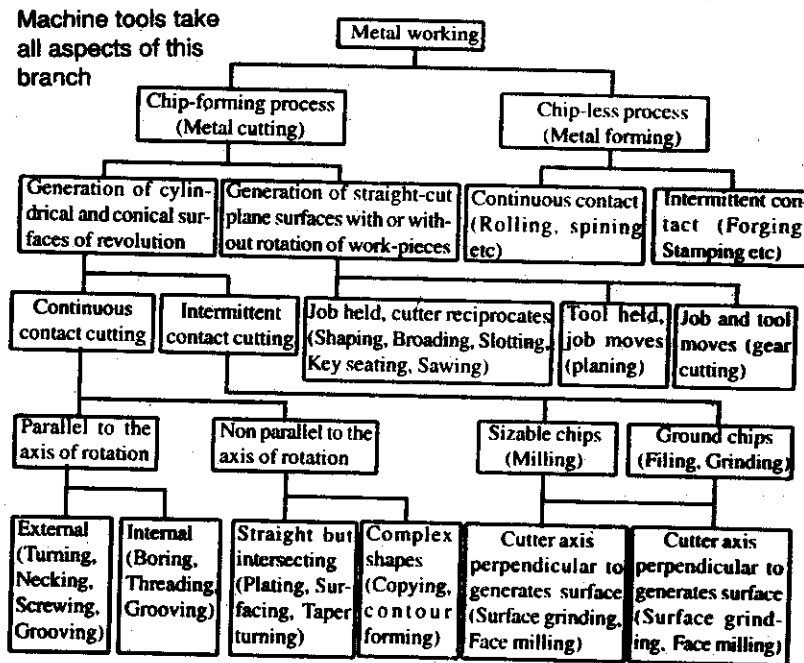 Machine tools take
all aspects of this
branch
Metal working
Chip-forming process
(Metal cutting)
Chip-less process
(Metal forming)
Generation of cylin-
drical and conical sur-
faces of revolution
Generation of straight-cut
plane surfaces with or with-
out rotation of work-pieces
Continuous contact
(Rolling, spining
etc)
Intermittent con-
tact (Forging
Stamping etc)
Continuous
contact cutting
Intermittent
contact cutting
Job held, cutter reciprocates
(Shaping, Broading, Slotting,
Key seating, Sawing)
Tool held,
job moves
(planing)
Job and tool
moves (gear
cutting)
Parallel to the
axis of rotation
Non parallel to the
axis of rotation
Sizable chips
(Milling)
Ground chips
(Filing, Grinding)
External
(Turning,
Necking,
Screwing,
Grooving)
Internal
(Boring,
Threading,
Grooving)
Straight but
intersecting
(Plating, Sur-
facing, Taper
turning)
Complex
shapes
(Copying,
contour
forming)
Cutter axis
perpendicular to
generates surface
(Surface grinding,
Face milling)
Cutter axis
perpendicular to
generates surface
(Surface grind-
ing, Face milling)